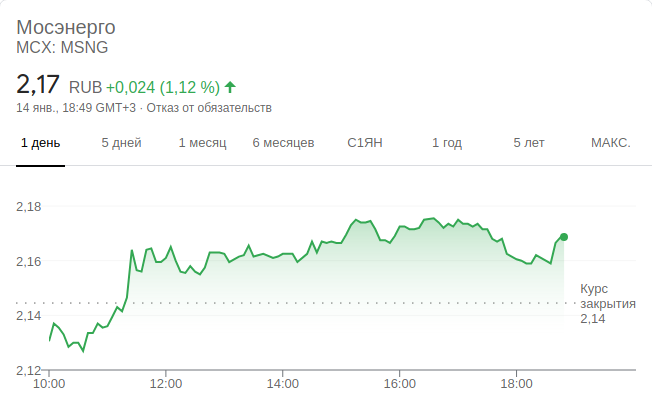 Мосэнерго
MCX: MSNG
2,17 RUB +0,024 (1,12 %)
14 янв., 18:49 GMT+3 · Отказ от обязательств
1 день 5 дней 1 месяц 6 месяцев С1ЯН 1 год 5 лет МАКС.
2,18
2,16
Курс
закрытия
2,14
2,14
2,12
10:00 12:00 14:00 16:00 18:00